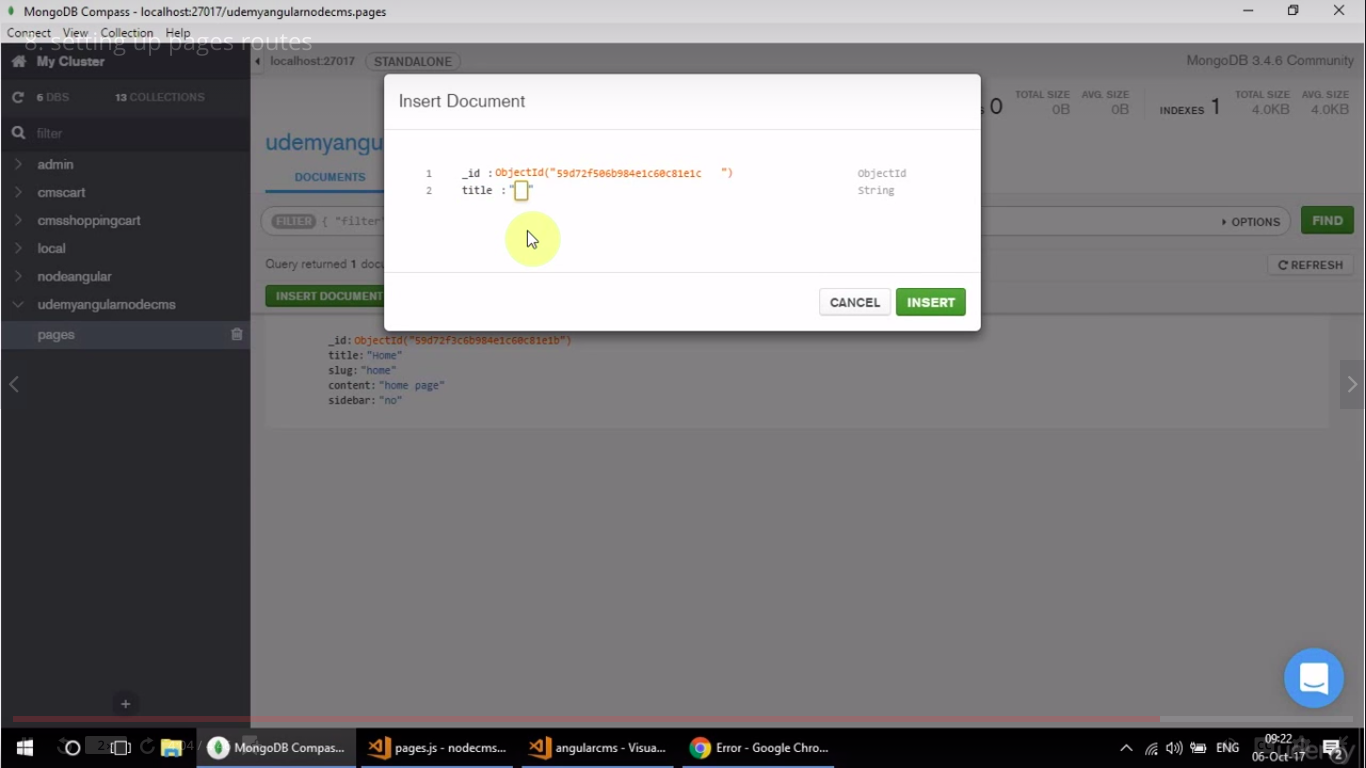 MongoDB Compass - localhost:27017/udemyangularnodecms.pages
Connect View Collection Help
8. setting up pages routes
My Cluster
localhost:27017
STANDALONE
MongoDB 3.4.6 Community
6 DBS
13 COLLECTIONS
0
TOTAL SIZE
0B
AVG. SIZE
0B
INDEXES 1
TOTAL SIZE
4.0KB
AVG. SIZE
4.0KB
filter
admin
cmscart
cmsshoppingcart
local
nodeangular
udemyangularnodecms
pages
udemyangu
DOCUMENTS
FILTER { "filter"
OPTIONS
FIND
Query returned 1 docu
REFRESH
INSERT DOCUMENT
Insert Document
1 _id : ObjectId("59d72f506b984e1c60c81e1c ") ObjectId
2 title : " " String
CANCEL
INSERT
_id: ObjectId("59d72f3c6b984e1c60c81e1b")
title: "Home"
slug: "home"
content: "home page"
sidebar: "no"
MongoDB Compas...
pages.js - nodecms...
angularcms - Visua...
Error - Google Chro...
ENG
09:22
06-Oct-17
2
udemy